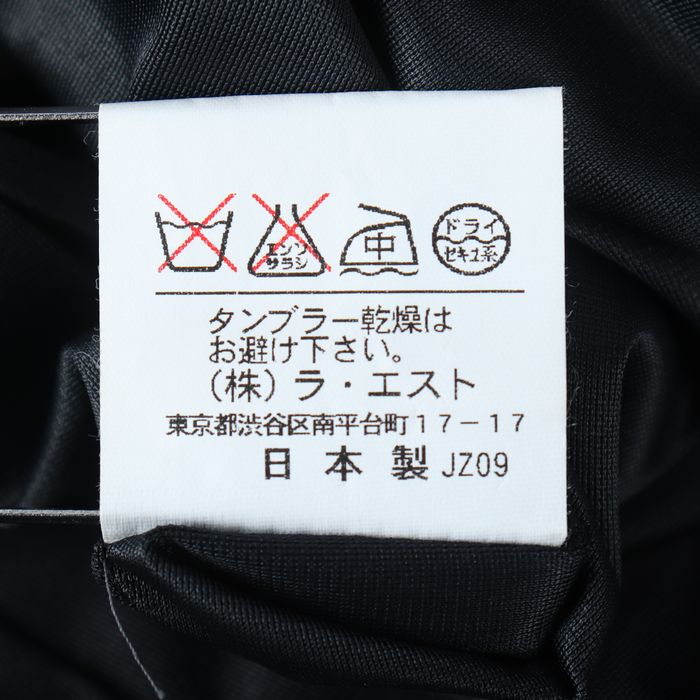 エンソ
サラシ
中
ドライ
セキユ系
タンブラー乾燥は
お避け下さい。
(株)ラ・エスト
東京都渋谷区南平台町17-17
日本製 JZ09